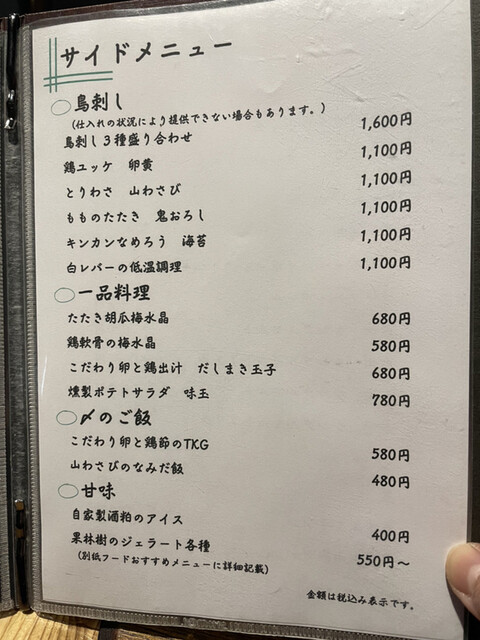 サイドメニュー
鳥刺し
(仕入れの状況により提供できない場合もあります。)
鳥刺し3種盛り合わせ 1,600円
鶏ユッケ 卵黄 1,100円
とりわさ 山わさび 1,100円
もものたたき 鬼おろし 1,100円
キンカンなめろう 海苔 1,100円
白レバーの低温調理 1,100円
一品料理
たたき胡瓜梅水晶 680円
鶏軟骨の梅水晶 580円
こだわり卵と鶏出汁 だしまき玉子 680円
燻製ポテトサラダ 味玉 780円
〆のご飯
こだわり卵と鶏節のTKG 580円
山わさびのなみだ飯 480円
甘味
自家製酒粕のアイス 400円
果林樹のジェラート各種 550円~
(別紙フードおすすめメニューに詳細記載)
金額は税込み表示です。